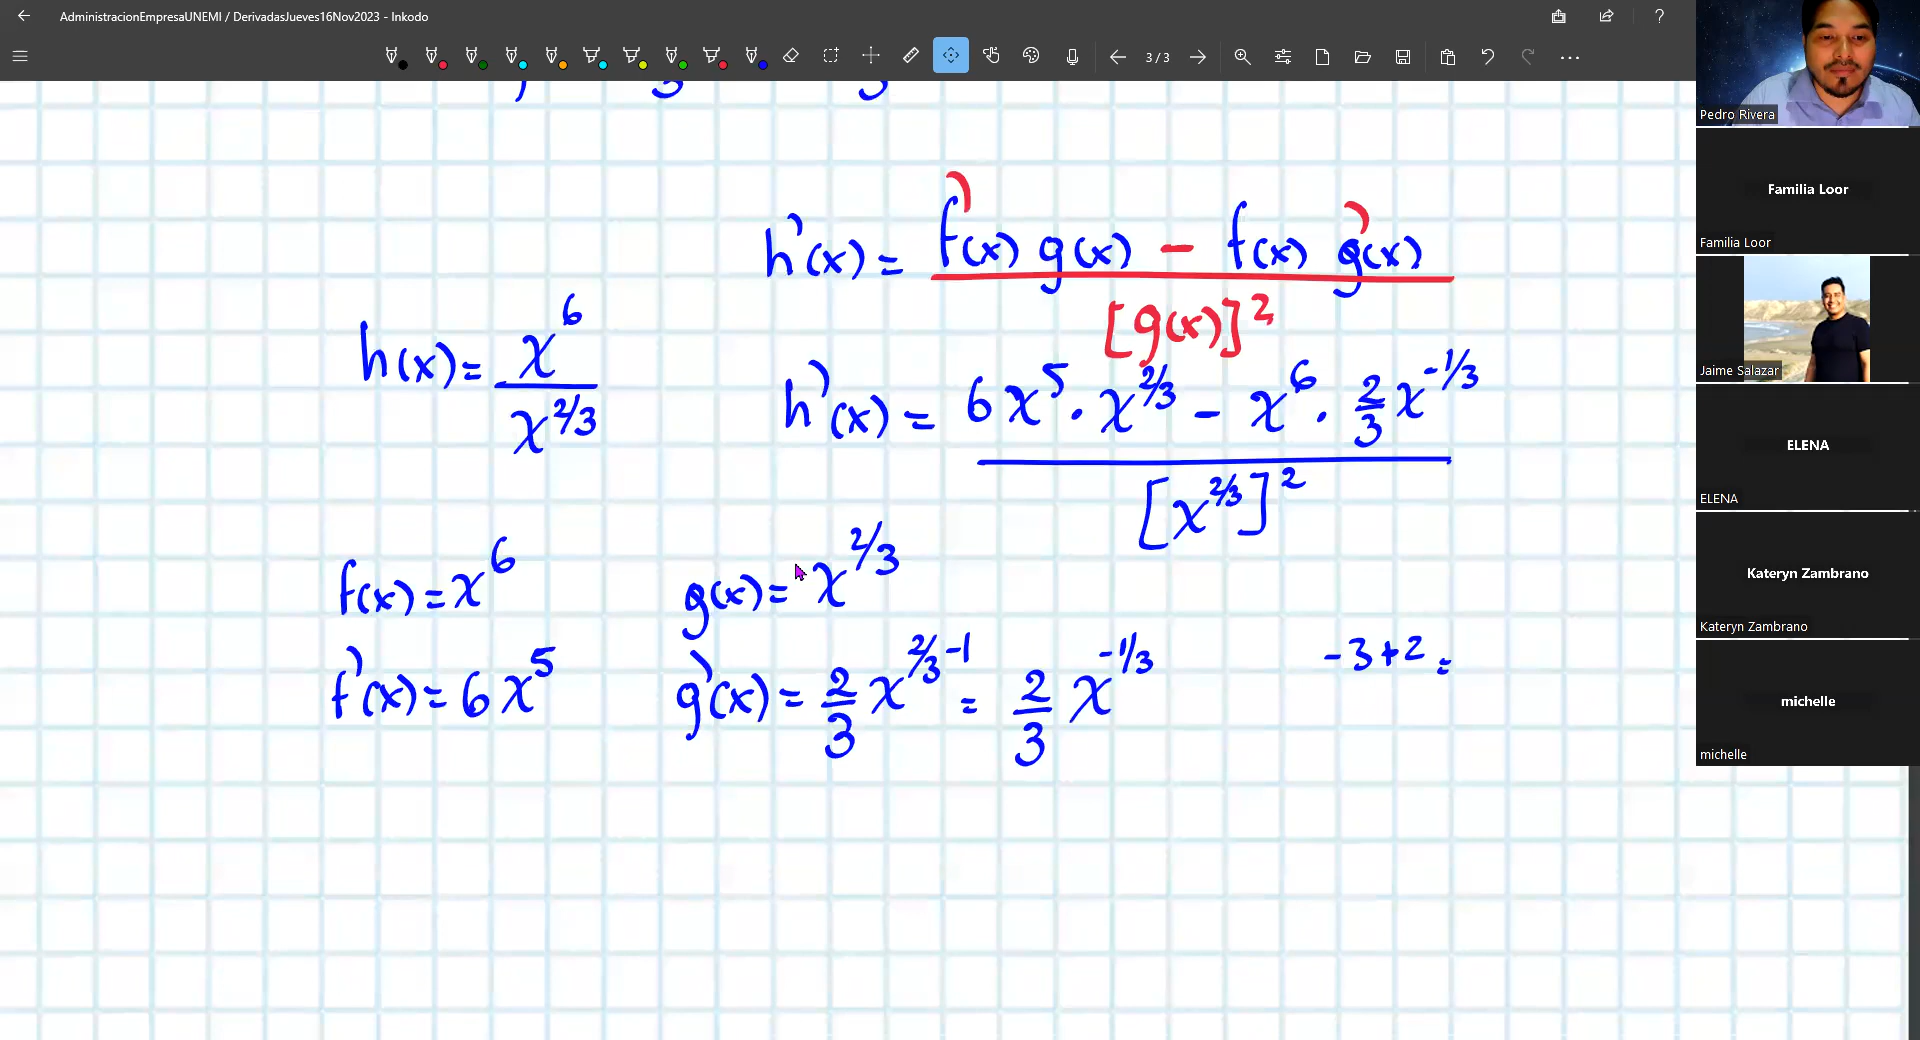 AdministracionEmpresaUNEMI / DerivadasJueves16Nov2023 - Inkodo
3 / 3
h'(x) = f'(x) g(x) - f(x) g'(x)
[g(x)]²
h(x) = x⁶
x^2/3
h'(x) = 6x⁵ · x^2/3 - x⁶ · 2/3 x^-1/3
[x^2/3]²
f(x) = x⁶
g(x) = x^2/3
f'(x) = 6x⁵
g'(x) = 2/3 x^2/3-1 = 2/3 x^-1/3
-3+2 =
Pedro Rivera
Familia Loor
Familia Loor
Jaime Salazar
ELENA
ELENA
Kateryn Zambrano
Kateryn Zambrano
michelle
michelle